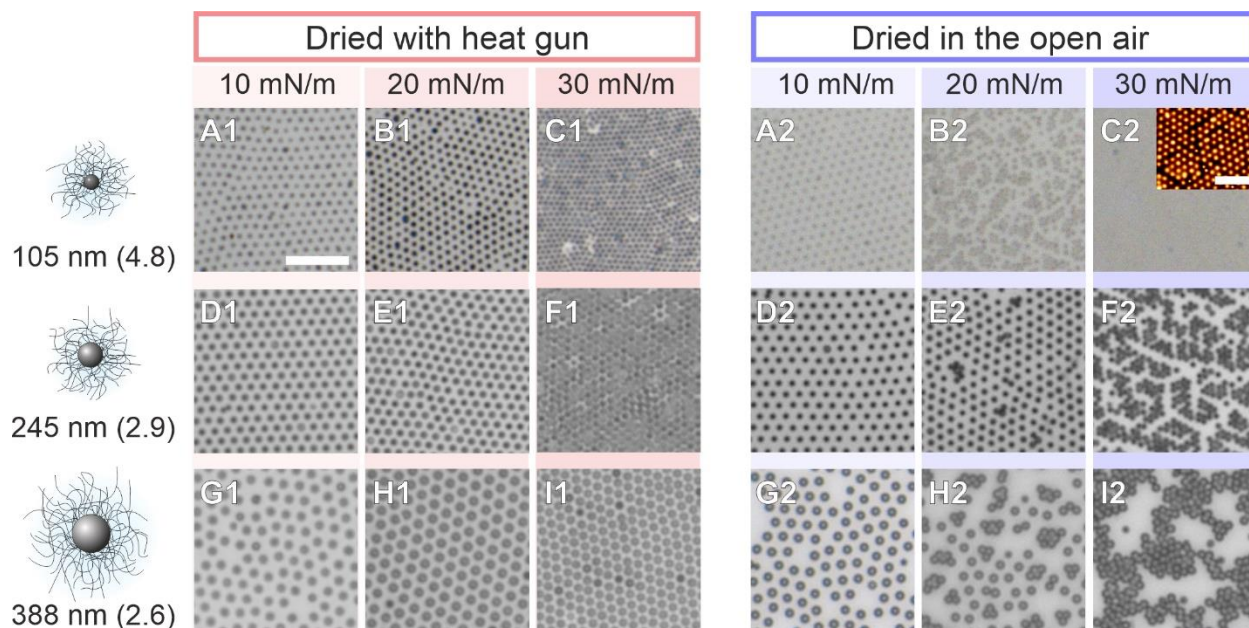 Dried with heat gun
Dried in the open air
10 mN/m 20 mN/m 30 mN/m
10 mN/m 20 mN/m 30 mN/m
A1 B1 C1 A2 B2 C2
105 nm (4.8)
D1 E1 F1 D2 E2 F2
245 nm (2.9)
G1 H1 I1 G2 H2 I2
388 nm (2.6)